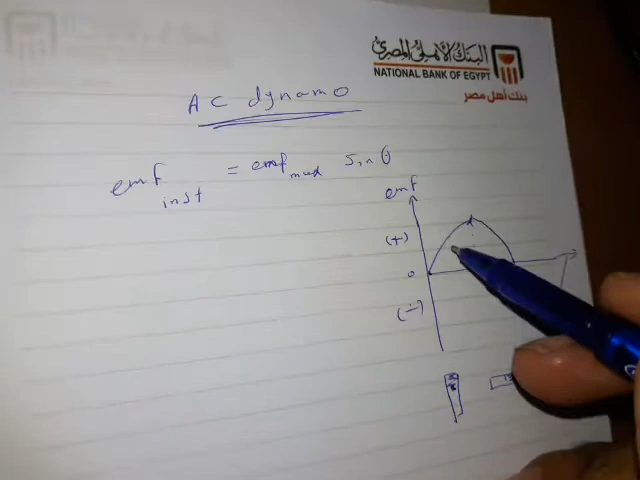 البنك الأهلي المصري
NATIONAL BANK OF EGYPT
بنك أهل مصر
AC dynamo
emf inst = emf max Sin θ
emf
(+)
0
(-)